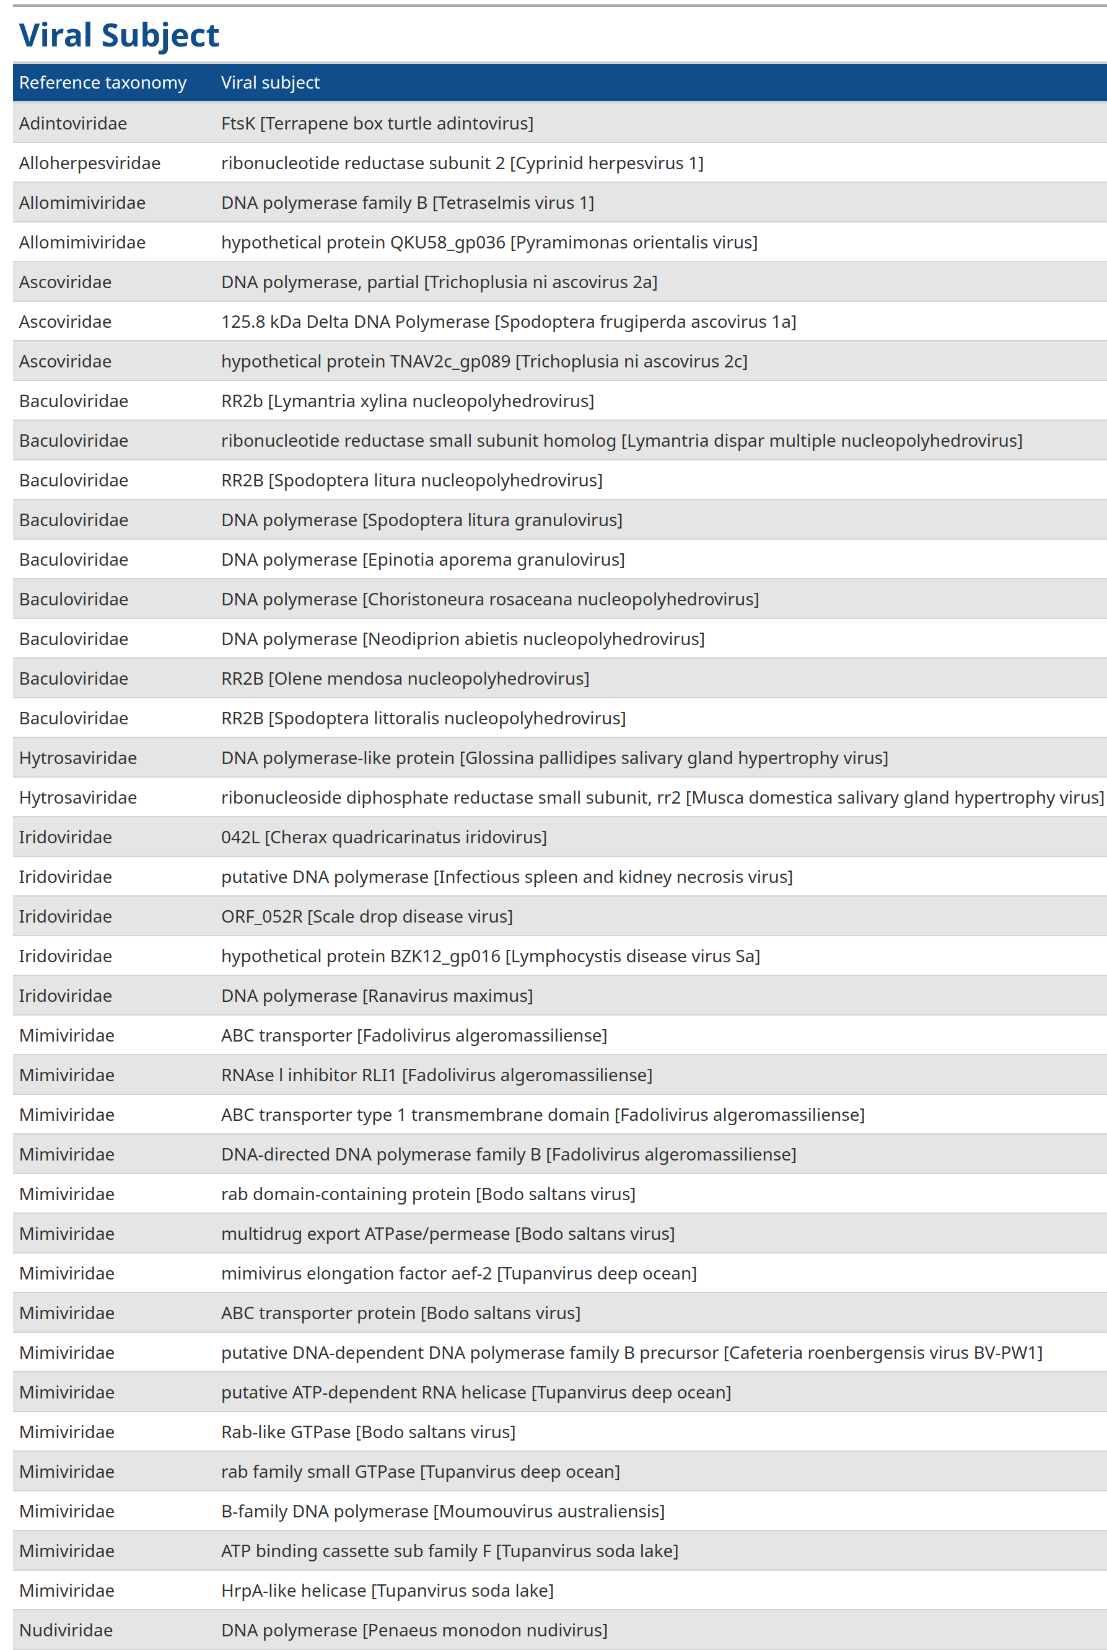 Viral Subject
Reference taxonomy Viral subject
Adintoviridae FtsK [Terrapene box turtle adintovirus]
Alloherpesviridae ribonucleotide reductase subunit 2 [Cyprinid herpesvirus 1]
Allomimiviridae DNA polymerase family B [Tetraselmis virus 1]
Allomimiviridae hypothetical protein QKU58_gp036 [Pyramimonas orientalis virus]
Ascoviridae DNA polymerase, partial [Trichoplusia ni ascovirus 2a]
Ascoviridae 125.8 kDa Delta DNA Polymerase [Spodoptera frugiperda ascovirus 1a]
Ascoviridae hypothetical protein TNAV2c_gp089 [Trichoplusia ni ascovirus 2c]
Baculoviridae RR2b [Lymantria xylina nucleopolyhedrovirus]
Baculoviridae ribonucleotide reductase small subunit homolog [Lymantria dispar multiple nucleopolyhedrovirus]
Baculoviridae RR2B [Spodoptera litura nucleopolyhedrovirus]
Baculoviridae DNA polymerase [Spodoptera litura granulovirus]
Baculoviridae DNA polymerase [Epinotia aporema granulovirus]
Baculoviridae DNA polymerase [Choristoneura rosaceana nucleopolyhedrovirus]
Baculoviridae DNA polymerase [Neodiprion abietis nucleopolyhedrovirus]
Baculoviridae RR2B [Olene mendosa nucleopolyhedrovirus]
Baculoviridae RR2B [Spodoptera littoralis nucleopolyhedrovirus]
Hytrosaviridae DNA polymerase-like protein [Glossina pallidipes salivary gland hypertrophy virus]
Hytrosaviridae ribonucleoside diphosphate reductase small subunit, rr2 [Musca domestica salivary gland hypertrophy virus]
Iridoviridae 042L [Cherax quadricarinatus iridovirus]
Iridoviridae putative DNA polymerase [Infectious spleen and kidney necrosis virus]
Iridoviridae ORF_052R [Scale drop disease virus]
Iridoviridae hypothetical protein BZK12_gp016 [Lymphocystis disease virus Sa]
Iridoviridae DNA polymerase [Ranavirus maximus]
Mimiviridae ABC transporter [Fadolivirus algeromassiliense]
Mimiviridae RNAse l inhibitor RLI1 [Fadolivirus algeromassiliense]
Mimiviridae ABC transporter type 1 transmembrane domain [Fadolivirus algeromassiliense]
Mimiviridae DNA-directed DNA polymerase family B [Fadolivirus algeromassiliense]
Mimiviridae rab domain-containing protein [Bodo saltans virus]
Mimiviridae multidrug export ATPase/permease [Bodo saltans virus]
Mimiviridae mimivirus elongation factor aef-2 [Tupanvirus deep ocean]
Mimiviridae ABC transporter protein [Bodo saltans virus]
Mimiviridae putative DNA-dependent DNA polymerase family B precursor [Cafeteria roenbergensis virus BV-PW1]
Mimiviridae putative ATP-dependent RNA helicase [Tupanvirus deep ocean]
Mimiviridae Rab-like GTPase [Bodo saltans virus]
Mimiviridae rab family small GTPase [Tupanvirus deep ocean]
Mimiviridae B-family DNA polymerase [Moumouvirus australiensis]
Mimiviridae ATP binding cassette sub family F [Tupanvirus soda lake]
Mimiviridae HrpA-like helicase [Tupanvirus soda lake]
Nudiviridae DNA polymerase [Penaeus monodon nudivirus]